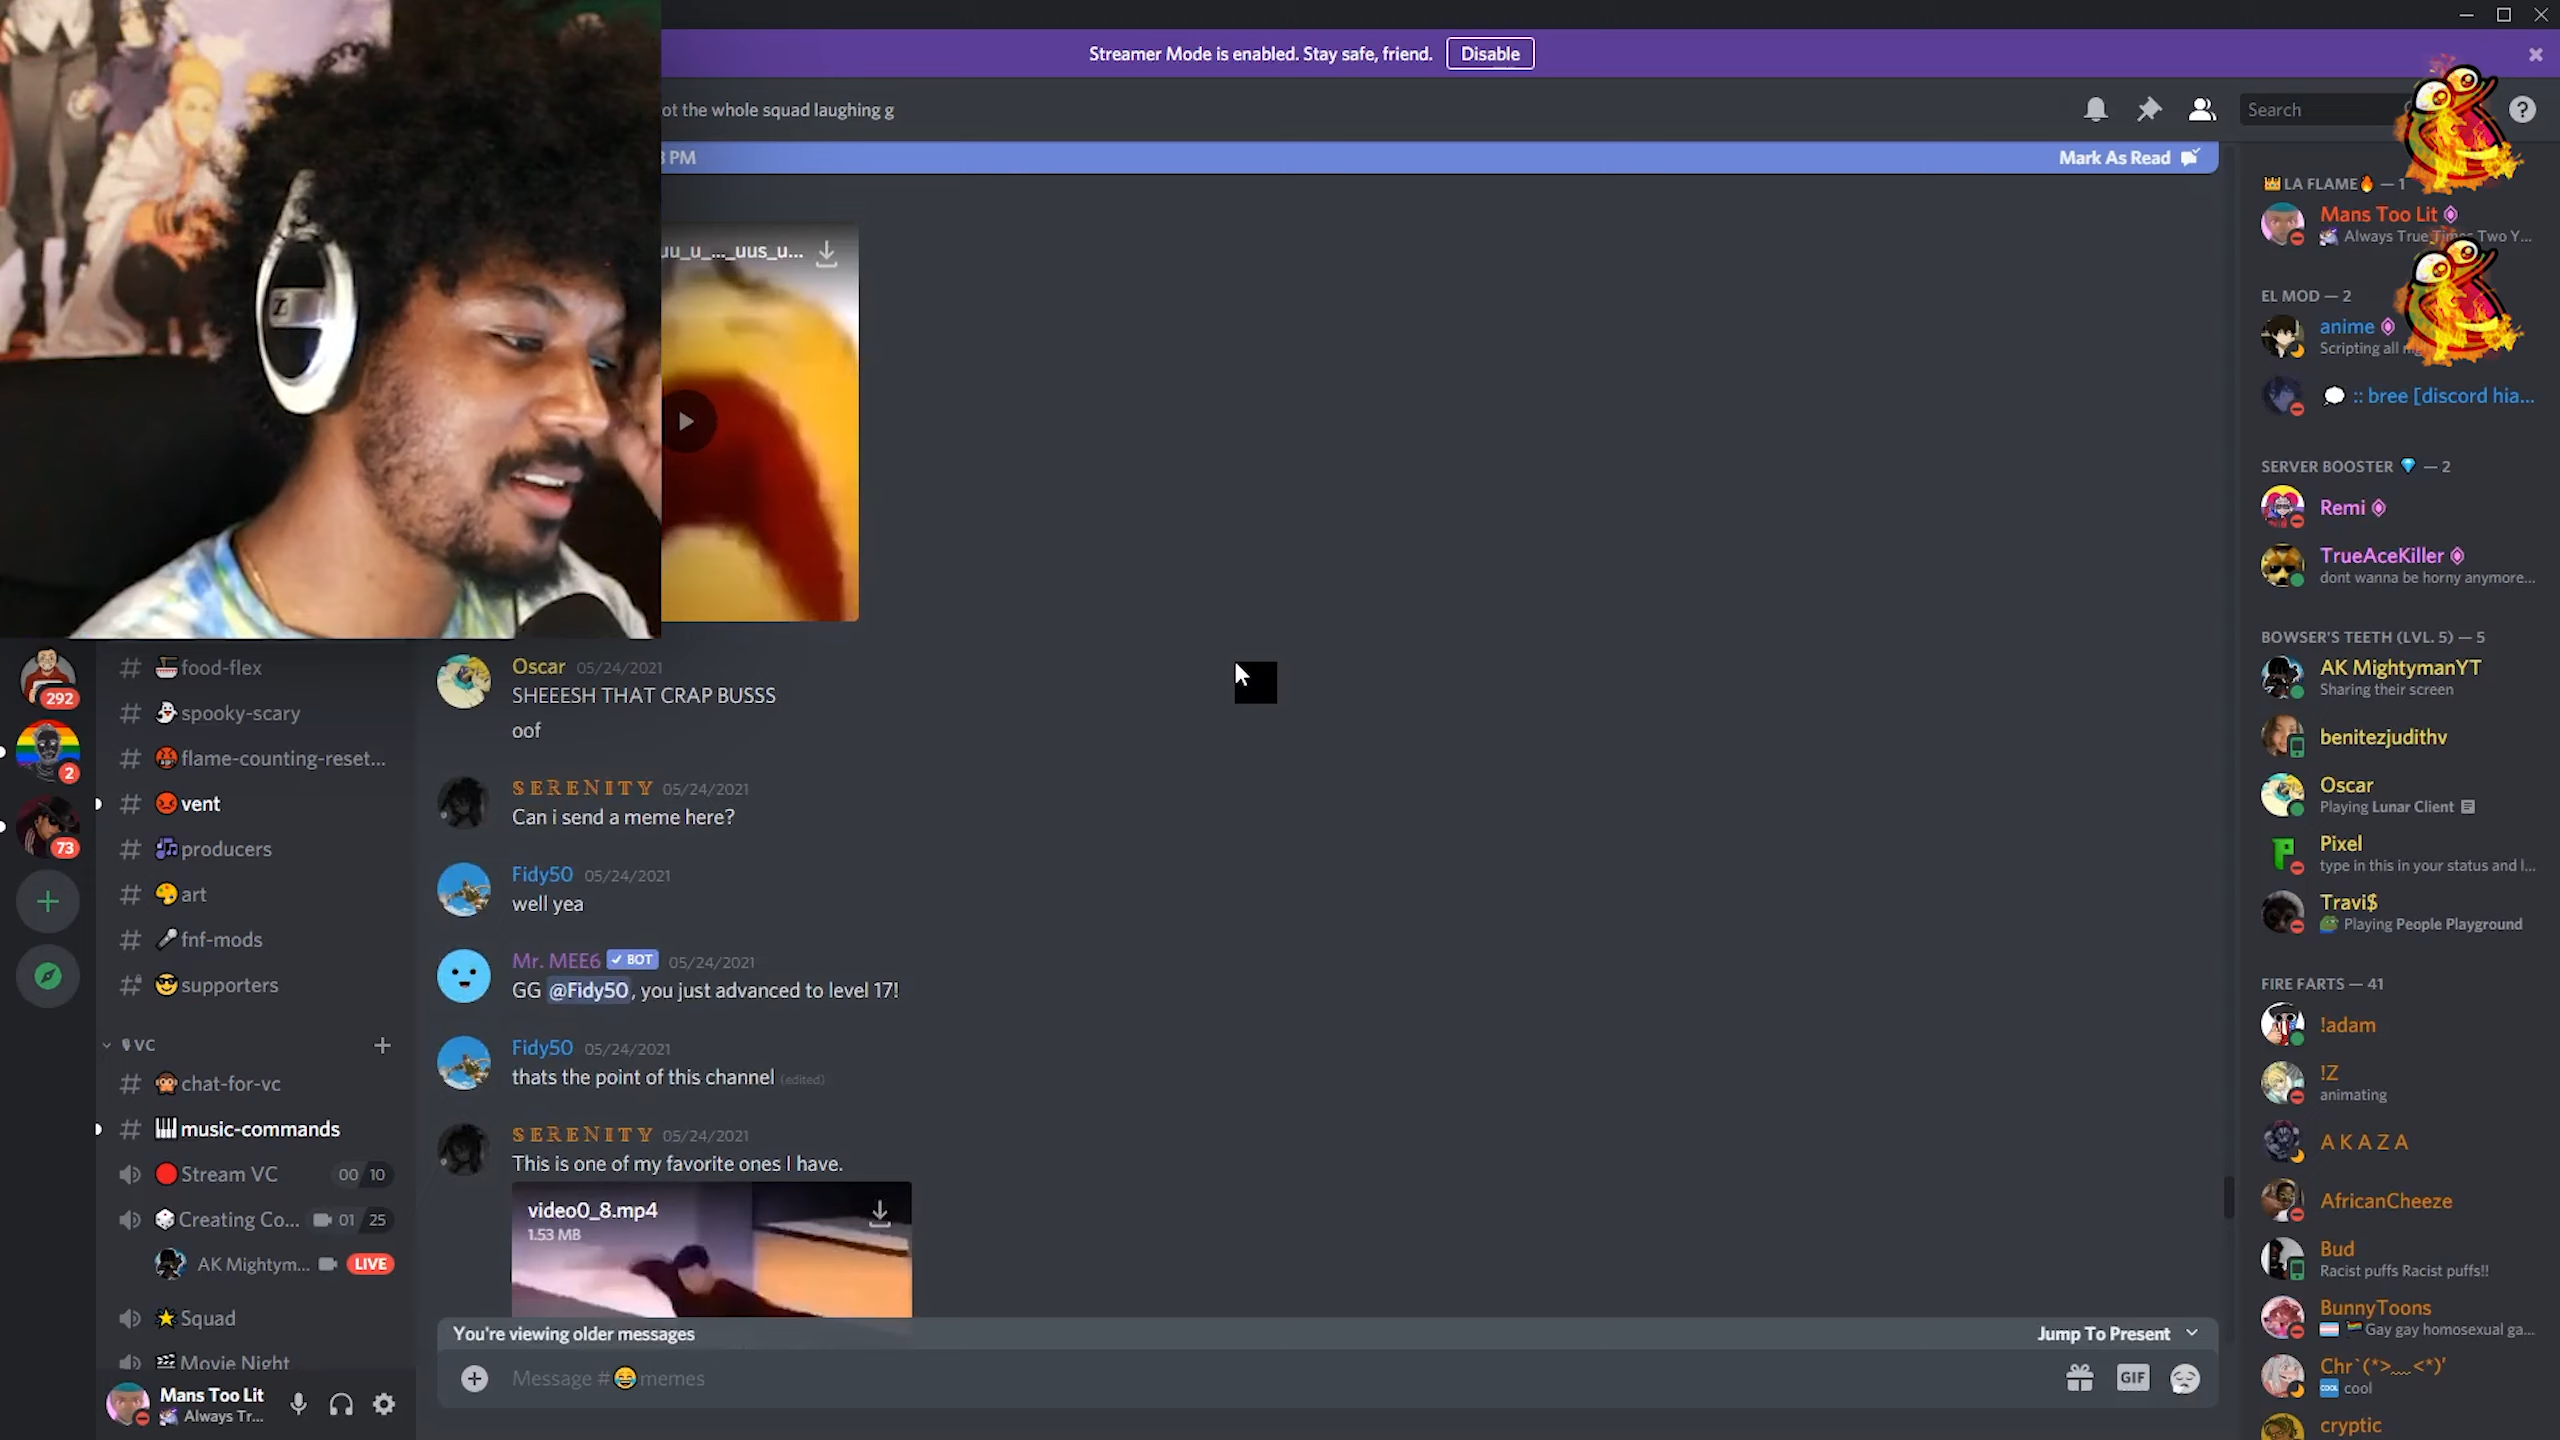 Streamer Mode is enabled. Stay safe, friend.
Disable
ot the whole squad laughing g
Search
PM
Mark As Read
uu_u_..._uus_u...
Oscar 05/24/2021
SHEEESH THAT CRAP BUSSS
oof
SERENITY 05/24/2021
Can i send a meme here?
Fidy50 05/24/2021
well yea
Mr. MEE6 ✓ BOT 05/24/2021
GG @Fidy50, you just advanced to level 17!
Fidy50 05/24/2021
thats the point of this channel (edited)
SERENITY 05/24/2021
This is one of my favorite ones I have.
video0_8.mp4
1.53 MB
You're viewing older messages
Jump To Present
Message #😂memes
GIF
292
2
73
# 🍜food-flex
# 👻spooky-scary
# 🤬flame-counting-reset...
# 😡vent
# 🎶producers
# 🎨art
# 🎤fnf-mods
# 😎supporters
VC
# 🙊chat-for-vc
# 🎹music-commands
🔴Stream VC 00 10
🎲Creating Co... 01 25
AK Mightym... LIVE
🌟Squad
🎬Movie Night
Mans Too Lit
Always Tr...
👑LA FLAME🔥 — 1
Mans Too Lit
Always True Times Two Y...
EL MOD — 2
anime
Scripting all
:: bree [discord hia...
SERVER BOOSTER 💎 — 2
Remi
TrueAceKiller
dont wanna be horny anymore...
BOWSER'S TEETH (LVL. 5) — 5
AK MightymanYT
Sharing their screen
benitezjudithv
Oscar
Playing Lunar Client
Pixel
type in this in your status and I...
Travi$
Playing People Playground
FIRE FARTS — 41
!adam
!Z
animating
A K A Z A
AfricanCheeze
Bud
Racist puffs Racist puffs!!
BunnyToons
Gay gay homosexual ga...
Chr`(*>﹏<*)′
COOL cool
cryptic